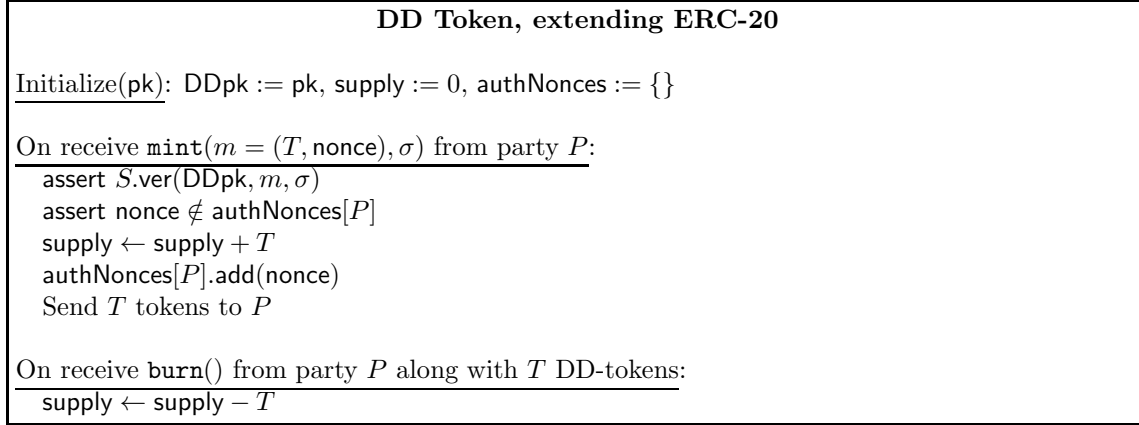 DD Token, extending ERC-20
Initialize(pk): DDpk := pk, supply := 0, authNonces := {}
On receive mint(m = (T, nonce), σ) from party P:
assert S.ver(DDpk, m, σ)
assert nonce ∉ authNonces[P]
supply ← supply + T
authNonces[P].add(nonce)
Send T tokens to P
On receive burn() from party P along with T DD-tokens:
supply ← supply − T